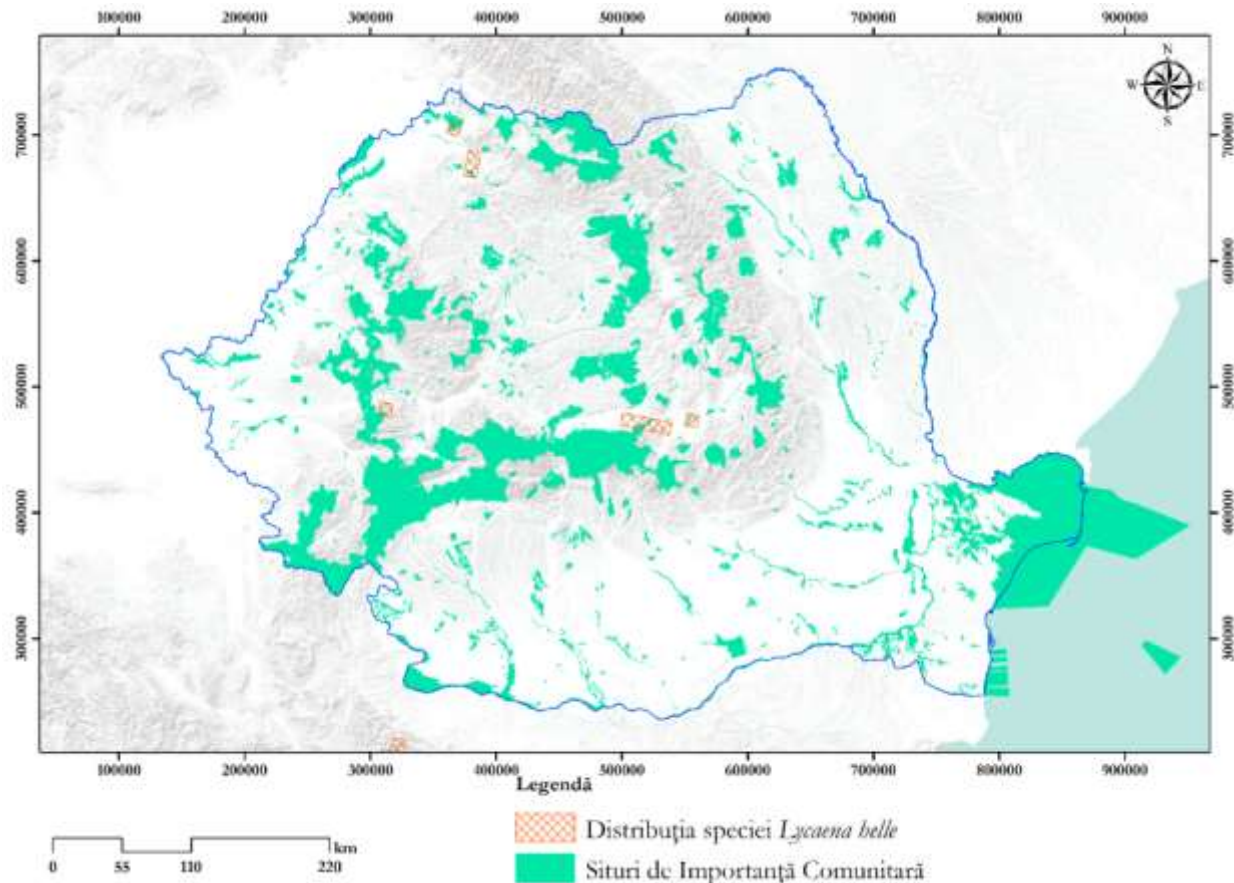 100000 200000 300000 400000 500000 600000 700000 800000 900000
N
W E
S
700000 700000
600000 600000
500000 500000
400000 400000
300000 300000
100000 200000 300000 400000 500000 600000 700000 800000 900000
Legendă
km
0 55 110 220
Distribuția speciei Lycaena helle
Situri de Importanță Comunitară